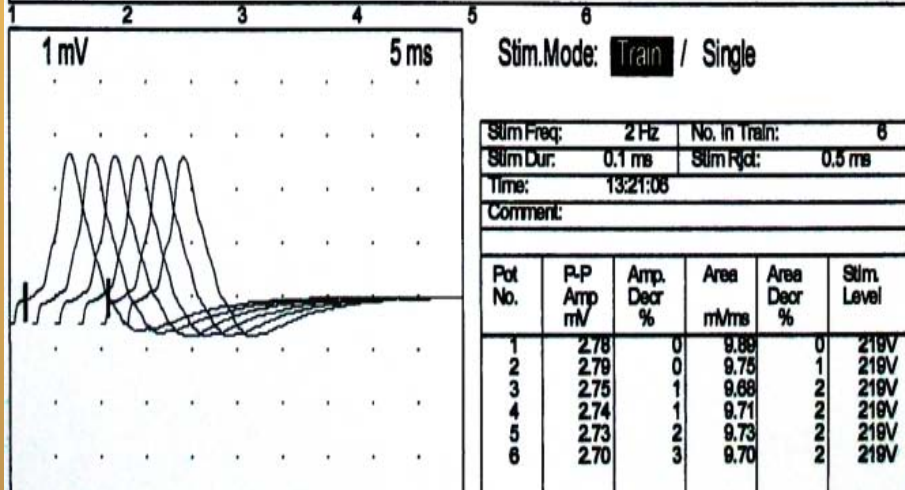 1 2 3 4 5 6
1 mV 5 ms
Stim.Mode: Train / Single
Stim Freq: 2 Hz No. In Train: 6
Stim Dur: 0.1 ms Stim Rjct: 0.5 ms
Time: 13:21:06
Comment:
Pot No. P-P Amp mV Amp. Decr % Area mVms Area Decr % Stim. Level
1 2.78 0 9.89 0 219V
2 2.79 0 9.75 1 219V
3 2.75 1 9.68 2 219V
4 2.74 1 9.71 2 219V
5 2.73 2 9.73 2 219V
6 2.70 3 9.70 2 219V